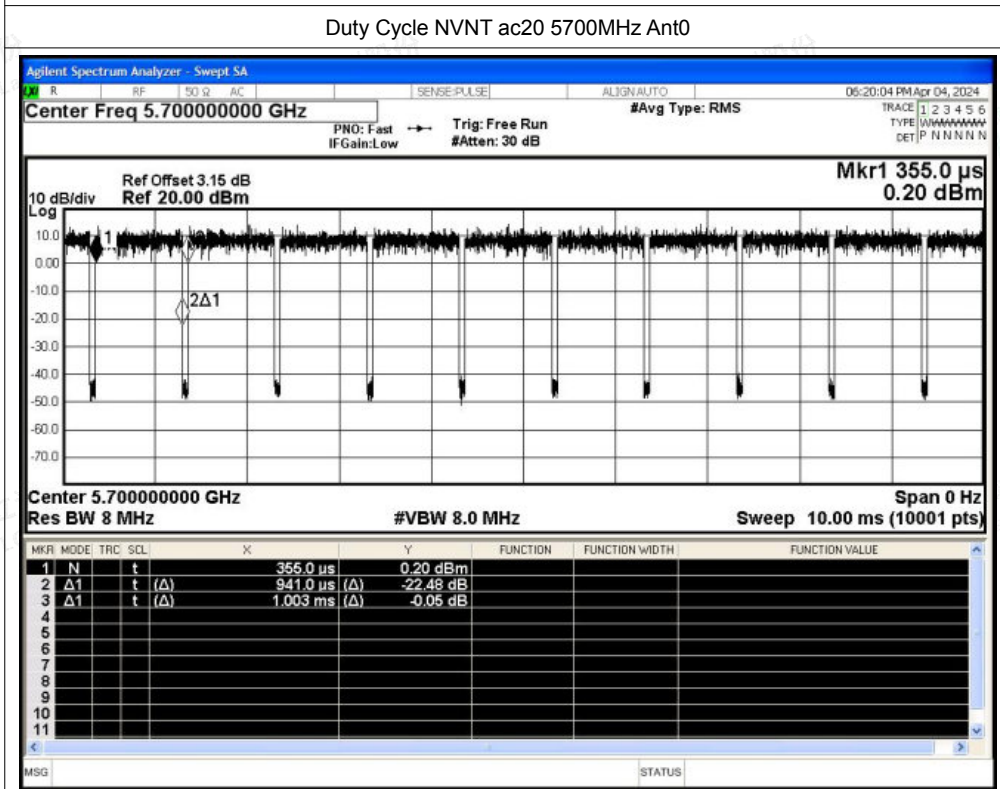 Duty Cycle NVNT ac20 5700MHz Ant0
Agilent Spectrum Analyzer - Swept SA
R RF 50 Ω AC SENSE:PULSE ALIGNAUTO 06:20:04 PM Apr 04, 2024
Center Freq 5.700000000 GHz #Avg Type: RMS TRACE 1 2 3 4 5 6
PNO: Fast Trig: Free Run TYPE WWWWWW
IFGain:Low #Atten: 30 dB DET P N N N N N
Mkr1 355.0 µs
Ref Offset 3.15 dB
10 dB/div Ref 20.00 dBm 0.20 dBm
Log
10.0
1
0.00
-10.0
2Δ1
-20.0
-30.0
-40.0
-50.0
-60.0
-70.0
Center 5.700000000 GHz Span 0 Hz
Res BW 8 MHz #VBW 8.0 MHz Sweep 10.00 ms (10001 pts)
MKR MODE TRC SCL X Y FUNCTION FUNCTION WIDTH FUNCTION VALUE
1 N t 355.0 µs 0.20 dBm
2 Δ1 t (Δ) 941.0 µs (Δ) -22.48 dB
3 Δ1 t (Δ) 1.003 ms (Δ) -0.05 dB
4
5
6
7
8
9
10
11
MSG STATUS